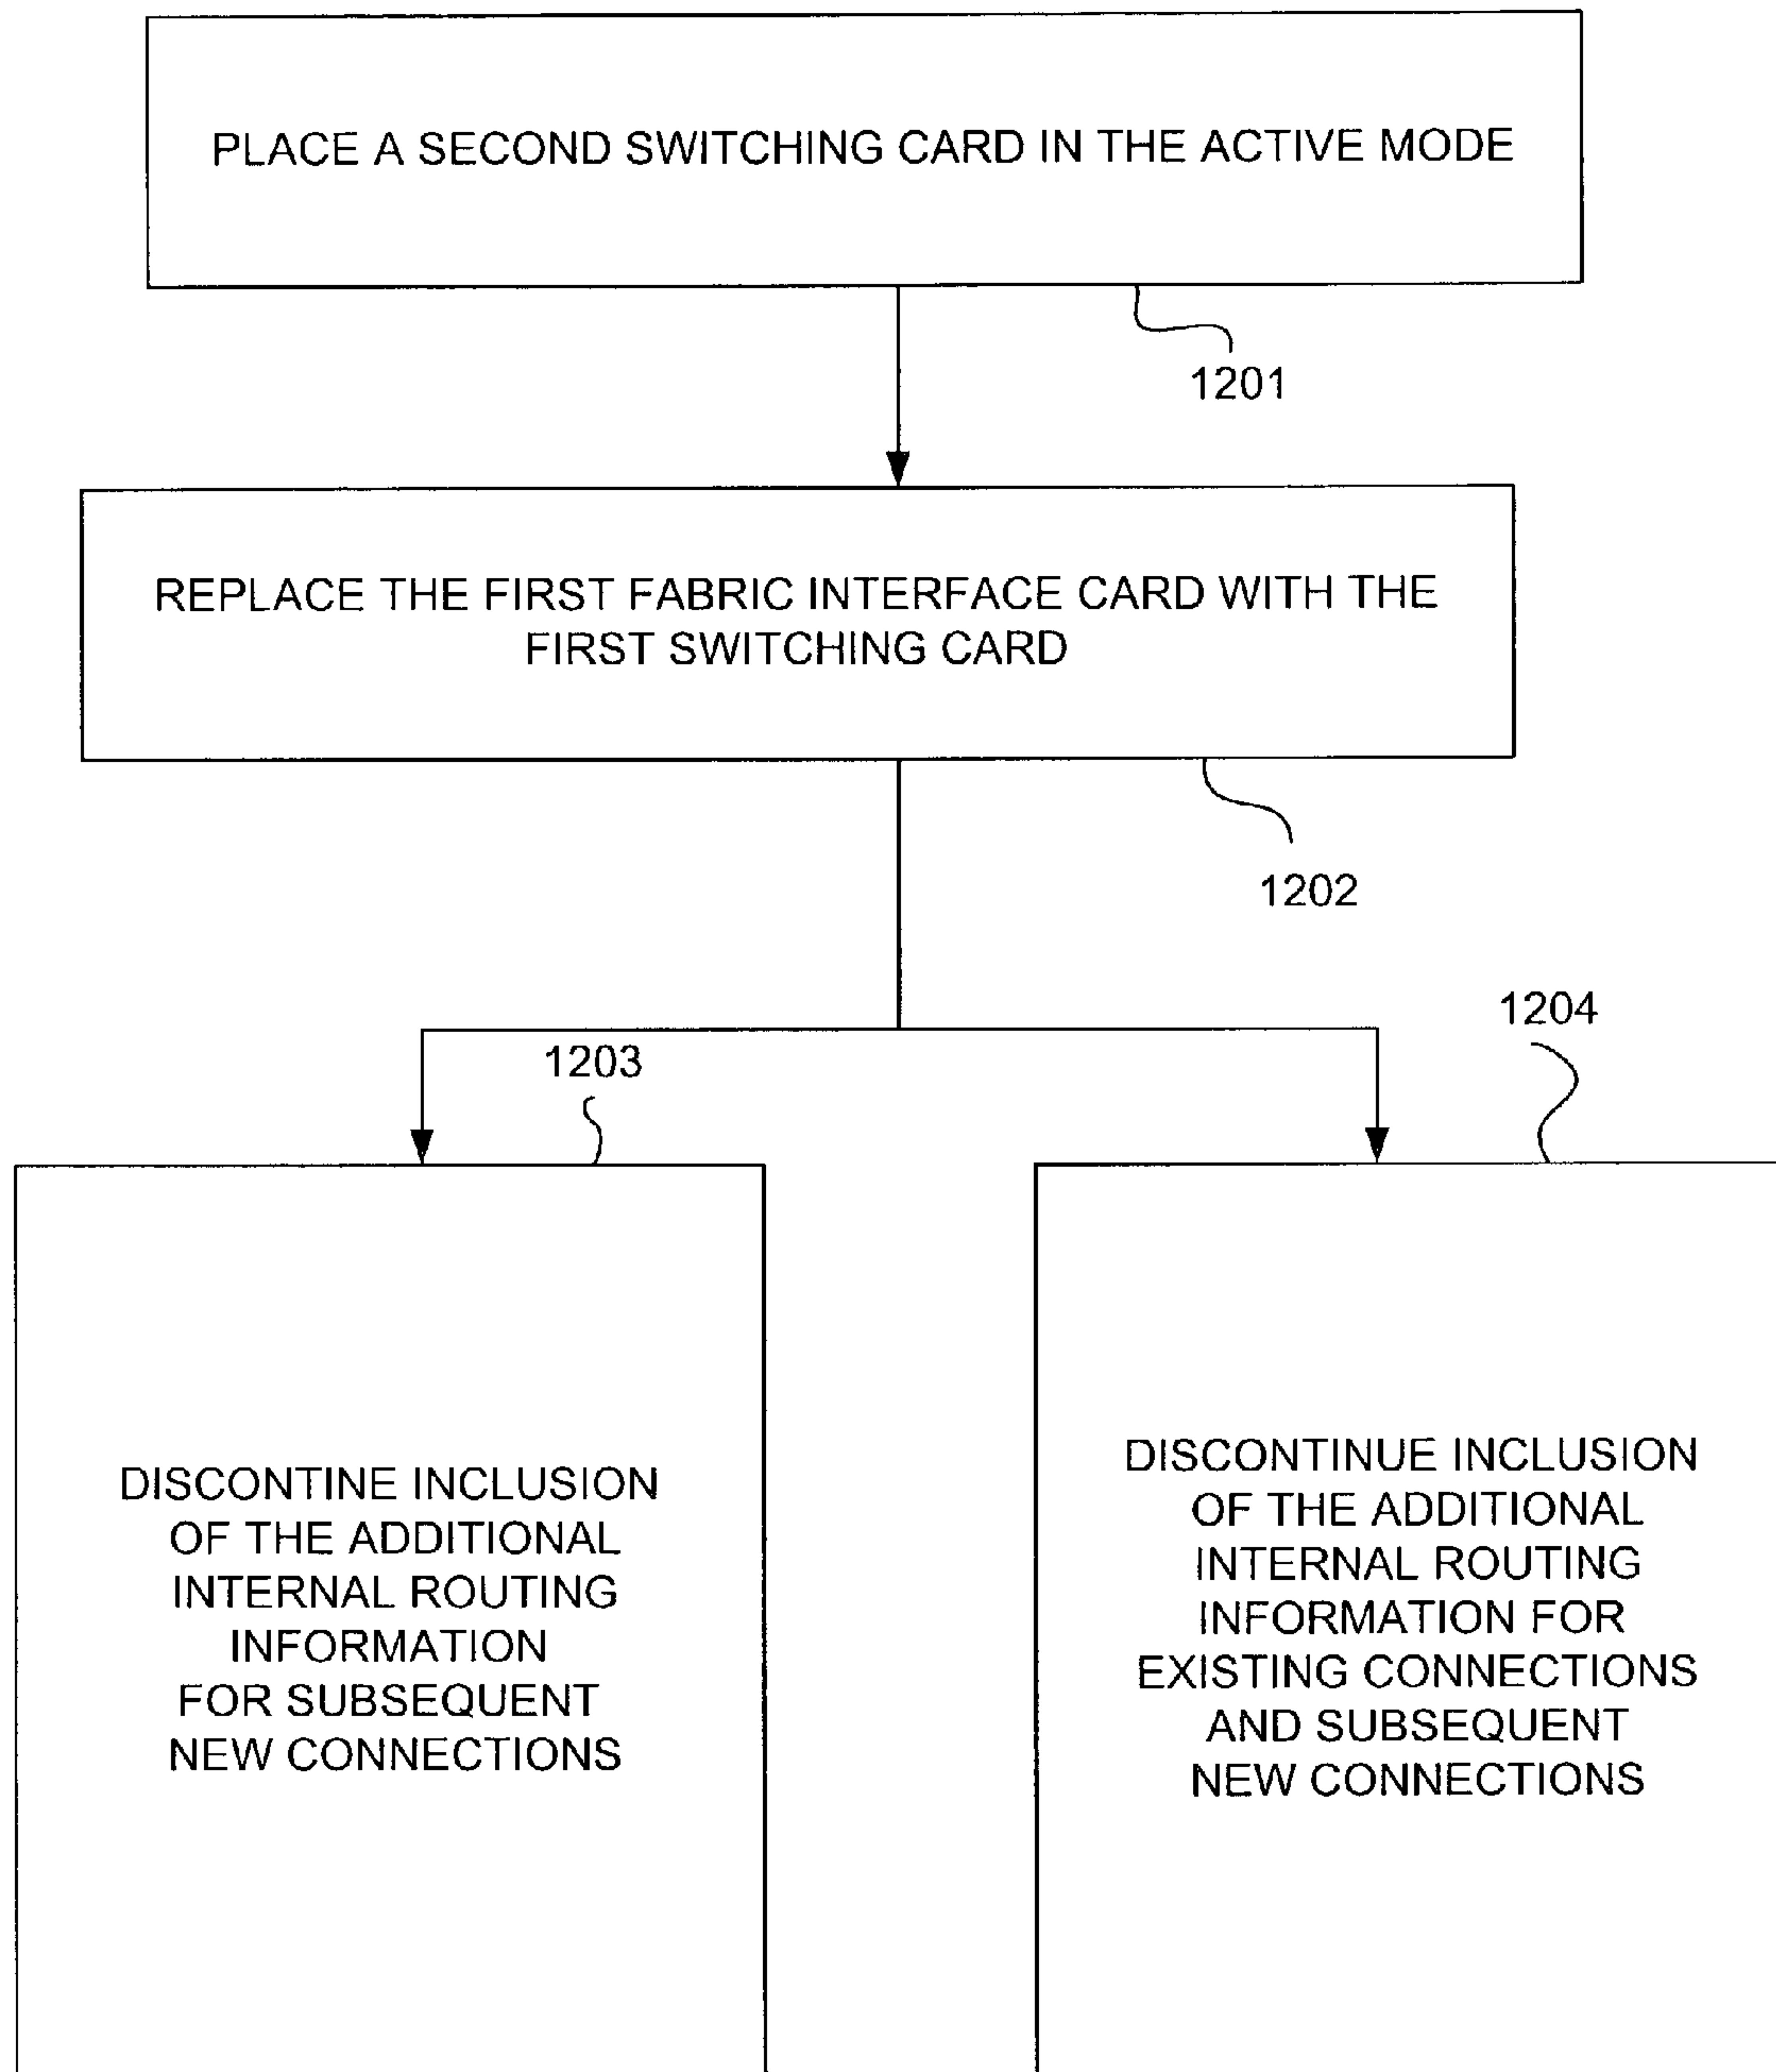 PLACE A SECOND SWITCHING CARD IN THE ACTIVE MODE
1201
REPLACE THE FIRST FABRIC INTERFACE CARD WITH THE
FIRST SWITCHING CARD
1202
1203
1204
DISCONTINE INCLUSION
OF THE ADDITIONAL
INTERNAL ROUTING
INFORMATION
FOR SUBSEQUENT
NEW CONNECTIONS
DISCONTINUE INCLUSION
OF THE ADDITIONAL
INTERNAL ROUTING
INFORMATION FOR
EXISTING CONNECTIONS
AND SUBSEQUENT
NEW CONNECTIONS